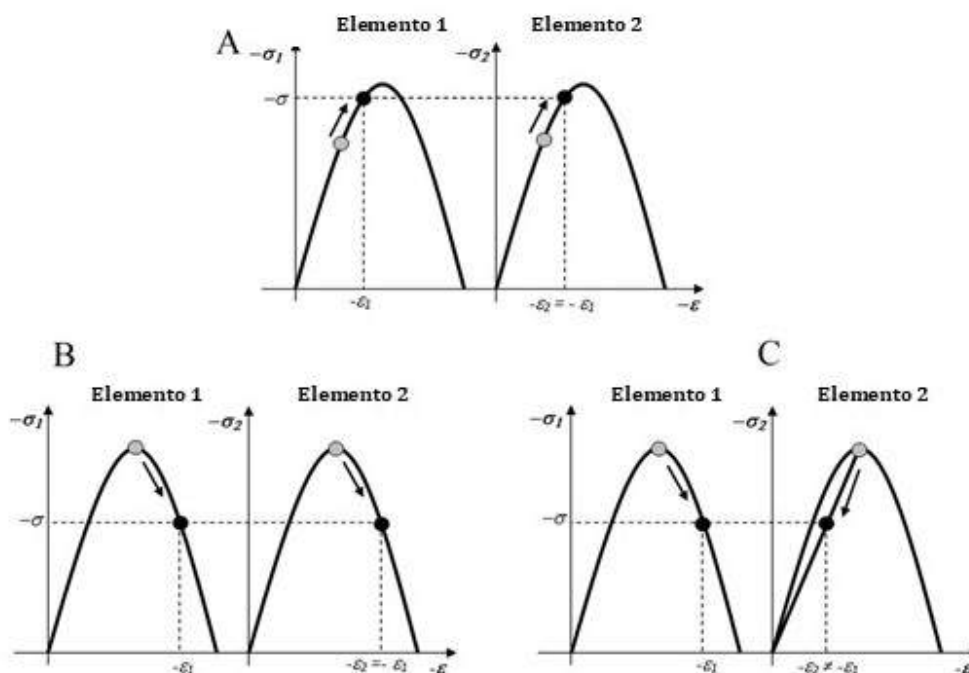 A
Elemento 1 Elemento 2
−σ₁ −σ₂
−σ
-ε₁ -ε₂ = - ε₁ −ε
B
Elemento 1 Elemento 2
−σ₁ −σ₂
−σ
-ε₁ -ε₂ =- ε₁ -ε
C
Elemento 1 Elemento 2
−σ₁ −σ₂
−σ
-ε₁ -ε₂ ≠ -ε₁ -ε